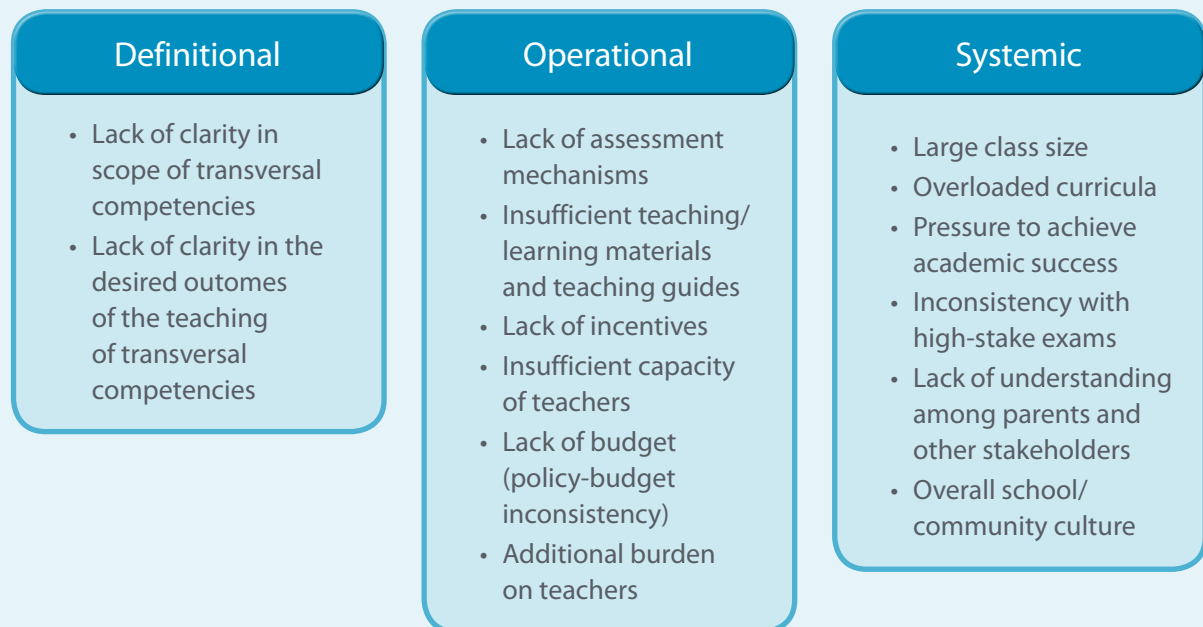 Definitional
• Lack of clarity in
scope of transversal
competencies
• Lack of clarity in the
desired outomes
of the teaching
of transversal
competencies
Operational
• Lack of assessment
mechanisms
• Insufficient teaching/
learning materials
and teaching guides
• Lack of incentives
• Insufficient capacity
of teachers
• Lack of budget
(policy-budget
inconsistency)
• Additional burden
on teachers
Systemic
• Large class size
• Overloaded curricula
• Pressure to achieve
academic success
• Inconsistency with
high-stake exams
• Lack of understanding
among parents and
other stakeholders
• Overall school/
community culture